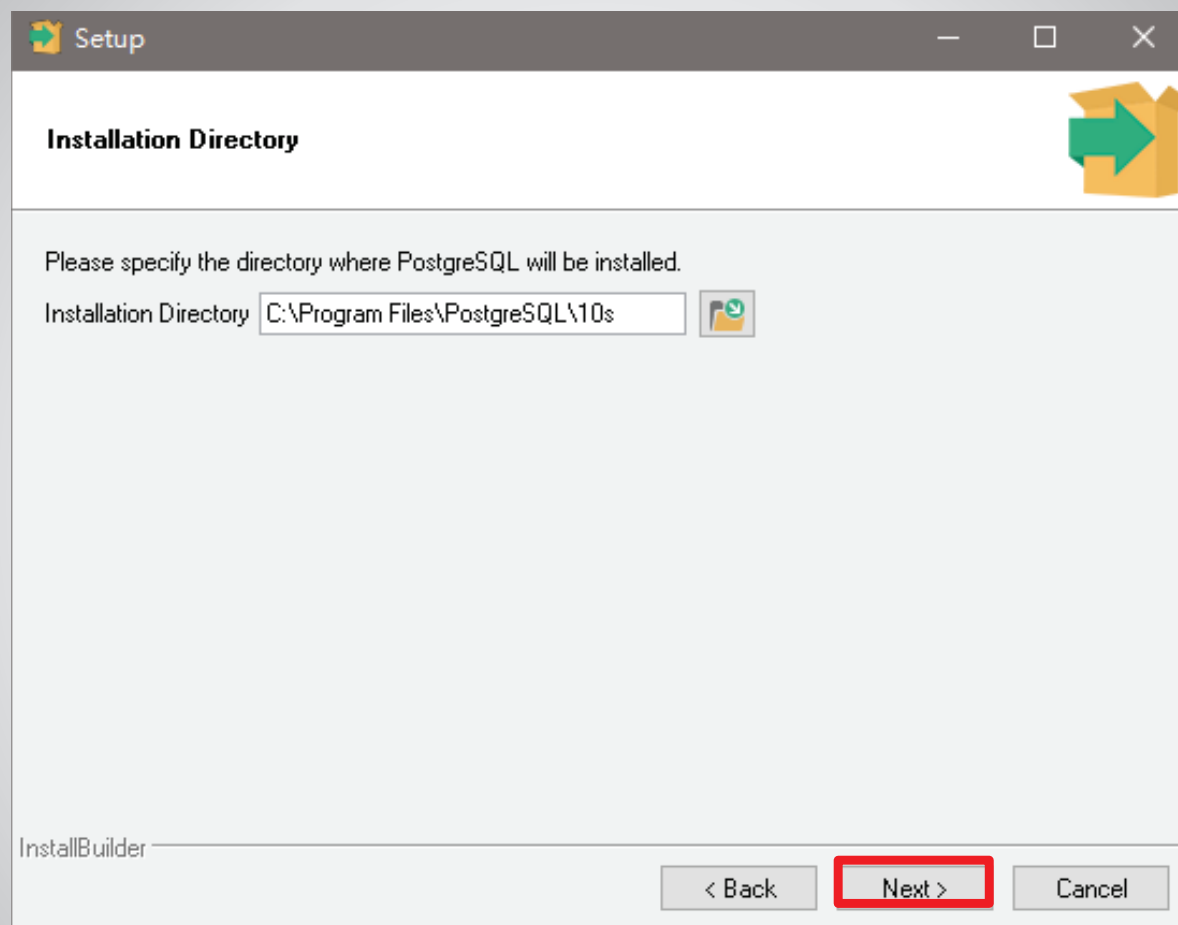 Setup
Installation Directory
Please specify the directory where PostgreSQL will be installed.
Installation Directory C:\Program Files\PostgreSQL\10s
InstallBuilder
< Back Next > Cancel